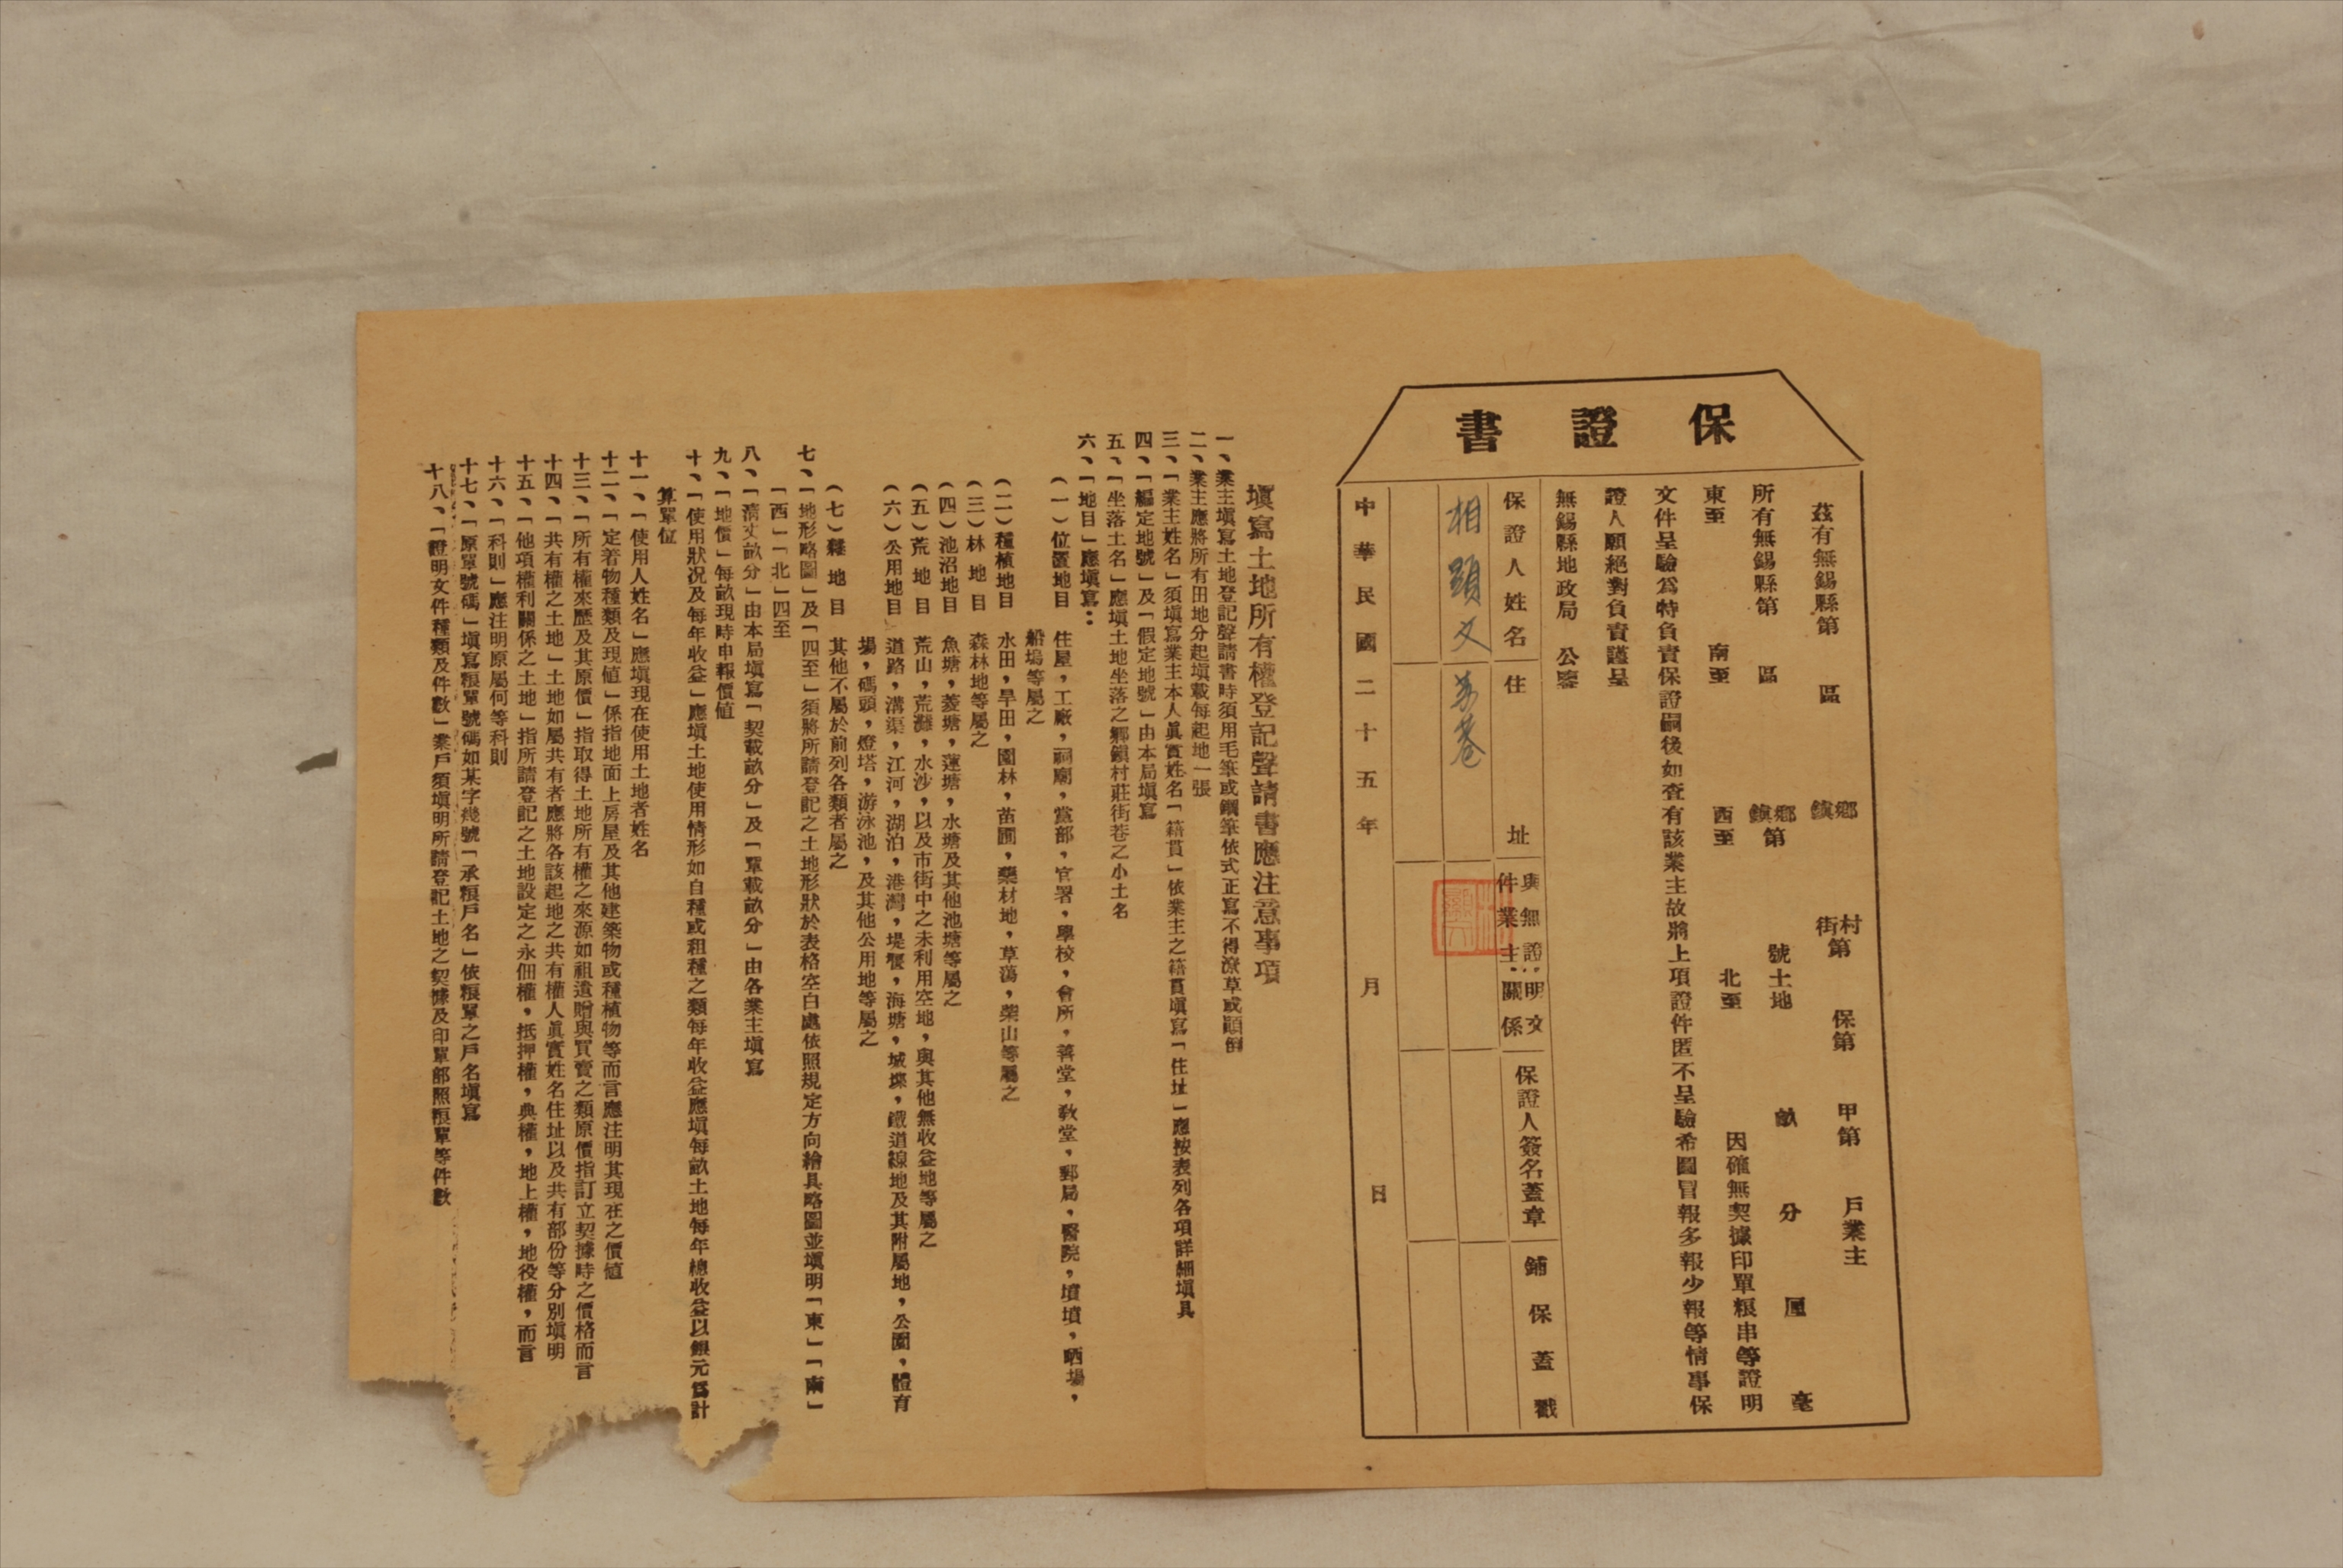 保證書
茲有無錫縣第 區 鄉鎮 村街第 保第 甲第 戶業主
所有無錫縣第 區 鄉鎮第 號土地 畝 分 厘 毫
東至 南至 西至 北至 因確無契據印單糧串等證明
文件呈驗爲特負責保證嗣後如查有該業主故將上項證件匿不呈驗希圖冒報多報少報等情事保
證人願絕對負責謹呈
無錫縣地政局 公鑒
保證人姓名 住址 與無證明文件業主關係 保證人簽名蓋章 鋪保蓋戳
相顯文
中華民國二十五年 月 日
填寫土地所有權登記聲請書應注意事項
一、業主填寫土地登記聲請書時須用毛筆或鋼筆依式正寫不得潦草或顛倒
二、業主應將所有田地分起填載每起地一張
三、「業主姓名」須填寫業主本人眞實姓名「籍貫」依業主之籍貫填寫「住址」應按表列各項詳細填具
四、「編定地號」及「假定地號」由本局填寫
五、「坐落土名」應填土地坐落之鄉鎮村莊街巷之小土名
六、「地目」應填寫：
(一)位置地目 住屋，工廠，祠廟，黨部，官署，學校，會所，善堂，敎堂，郵局，醫院，墳墳，晒場，
船塢等屬之
(二)種植地目 水田，旱田，園林，苗圃，藥材地，草蕩，柴山等屬之
(三)林地目 森林地等屬之
(四)池沼地目 魚塘，菱塘，蓮塘，水塘及其他池塘等屬之
(五)荒地目 荒山，荒灘，水沙，以及市街中之未利用空地，與其他無收益地等屬之
(六)公用地目 道路，溝渠，江河，湖泊，港灣，堤堰，海塘，城堞，鐵道線地及其附屬地，公園，體育
場，碼頭，燈塔，游泳池，及其他公用地等屬之
(七)雜地目 其他不屬於前列各類者屬之
七、「地形略圖」及「四至」須將所請登記之土地形狀於表格空白處依照規定方向繪具略圖並填明「東」「南」
「西」「北」四至
八、「清丈畝分」由本局填寫「契載畝分」及「單載畝分」由各業主填寫
九、「地價」每畝現時申報價値
十、「使用狀况及每年收益」應填土地使用情形如自種或租種之類每年收益應填每畝土地每年總收益以銀元爲計
算單位
十一、「使用人姓名」應填現在使用土地者姓名
十二、「定着物種類及現値」係指地面上房屋及其他建築物或種植物等而言應注明其現在之價値
十三、「所有權來歷及其原價」指取得土地所有權之來源如祖遺贈與買賣之類原價指訂立契據時之價格而言
十四、「共有權之土地」土地如屬共有者應將各該起地之共有權人眞實姓名住址以及共有部份等分別填明
十五、「他項權利關係之土地」指所請登記之土地設定之永佃權，抵押權，典權，地上權，地役權，而言
十六、「科則」應注明原屬何等科則
十七、「原單號碼」填寫糧單號碼如某字幾號「承糧戶名」依糧單之戶名填寫
十八、「證明文件種類及件數」業戶須填明所請登記土地之契據及印單部照糧單等件數